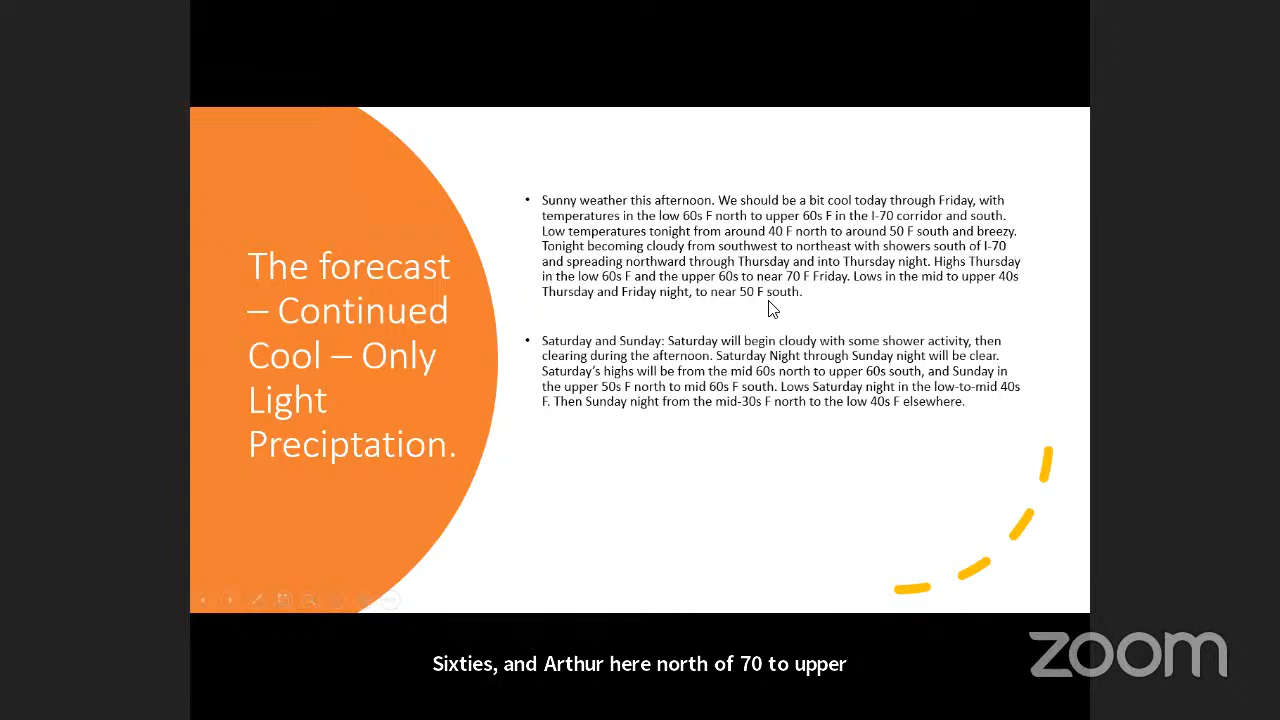 The forecast
– Continued
Cool – Only
Light
Preciptation.
• Sunny weather this afternoon. We should be a bit cool today through Friday, with
temperatures in the low 60s F north to upper 60s F in the I-70 corridor and south.
Low temperatures tonight from around 40 F north to around 50 F south and breezy.
Tonight becoming cloudy from southwest to northeast with showers south of I-70
and spreading northward through Thursday and into Thursday night. Highs Thursday
in the low 60s F and the upper 60s to near 70 F Friday. Lows in the mid to upper 40s
Thursday and Friday night, to near 50 F south.
• Saturday and Sunday: Saturday will begin cloudy with some shower activity, then
clearing during the afternoon. Saturday Night through Sunday night will be clear.
Saturday’s highs will be from the mid 60s north to upper 60s south, and Sunday in
the upper 50s F north to mid 60s F south. Lows Saturday night in the low-to-mid 40s
F. Then Sunday night from the mid-30s F north to the low 40s F elsewhere.
Sixties, and Arthur here north of 70 to upper
zoom